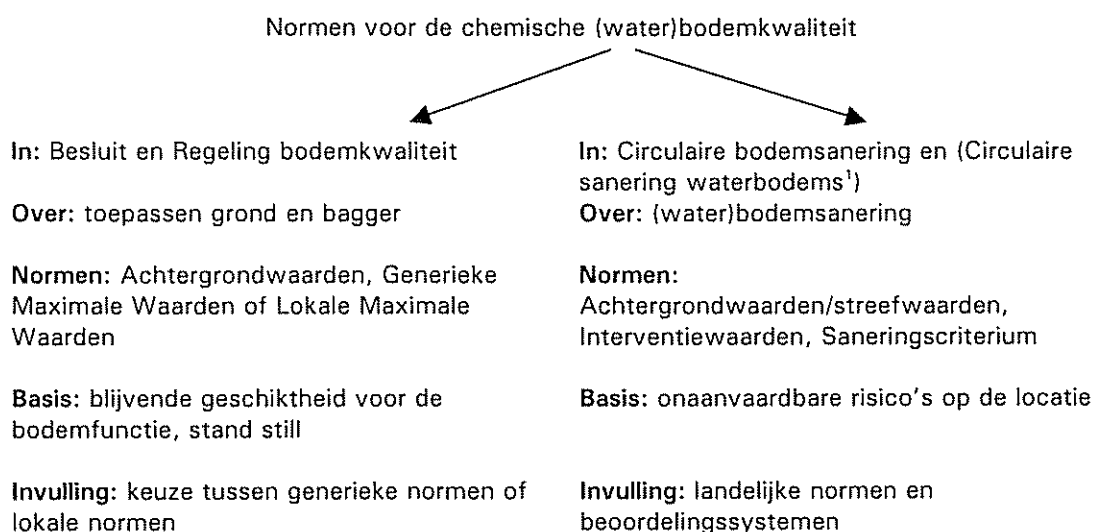 Normen voor de chemische (water)bodemkwaliteit
In: Besluit en Regeling bodemkwaliteit
Over: toepassen grond en bagger
Normen: Achtergrondwaarden, Generieke
Maximale Waarden of Lokale Maximale
Waarden
Basis: blijvende geschiktheid voor de
bodemfunctie, stand still
Invulling: keuze tussen generieke normen of
lokale normen
In: Circulaire bodemsanering en (Circulaire
sanering waterbodems¹)
Over: (water)bodemsanering
Normen:
Achtergrondwaarden/streefwaarden,
Interventiewaarden, Saneringscriterium
Basis: onaanvaardbare risico's op de locatie
Invulling: landelijke normen en
beoordelingssystemen